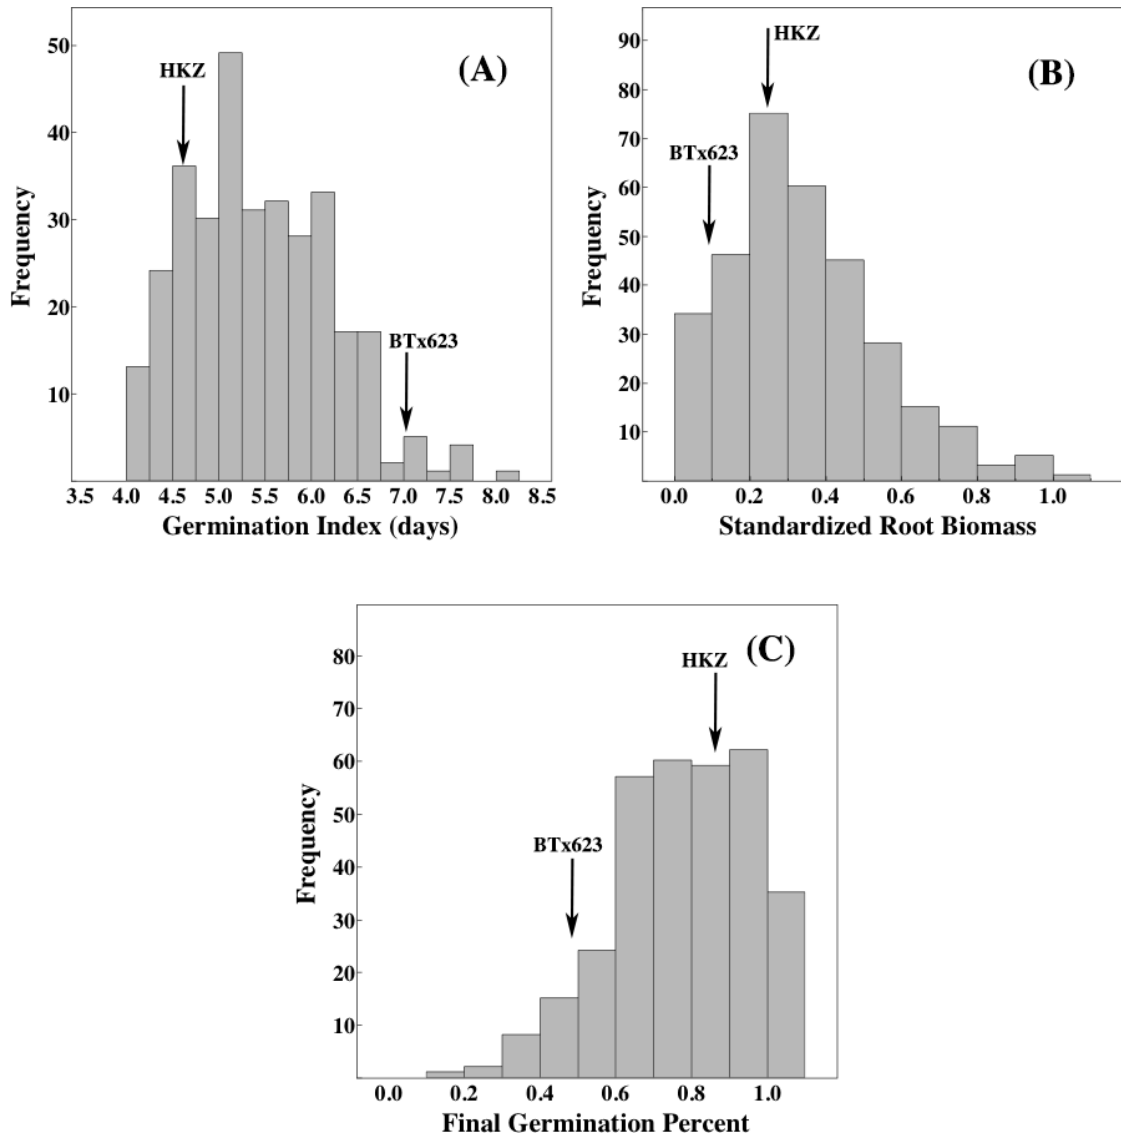 (A)
HKZ
BTx623
Frequency
50
40
30
20
10
3.5 4.0 4.5 5.0 5.5 6.0 6.5 7.0 7.5 8.0 8.5
Germination Index (days)
(B)
HKZ
BTx623
Frequency
90
80
70
60
50
40
30
20
10
0.0 0.2 0.4 0.6 0.8 1.0
Standardized Root Biomass
(C)
HKZ
BTx623
Frequency
80
70
60
50
40
30
20
10
0.0 0.2 0.4 0.6 0.8 1.0
Final Germination Percent